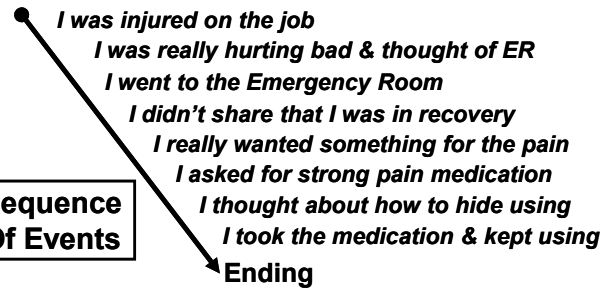 I was injured on the job
I was really hurting bad & thought of ER
I went to the Emergency Room
I didn't share that I was in recovery
I really wanted something for the pain
I asked for strong pain medication
I thought about how to hide using
I took the medication & kept using
equence
Of Events
Ending